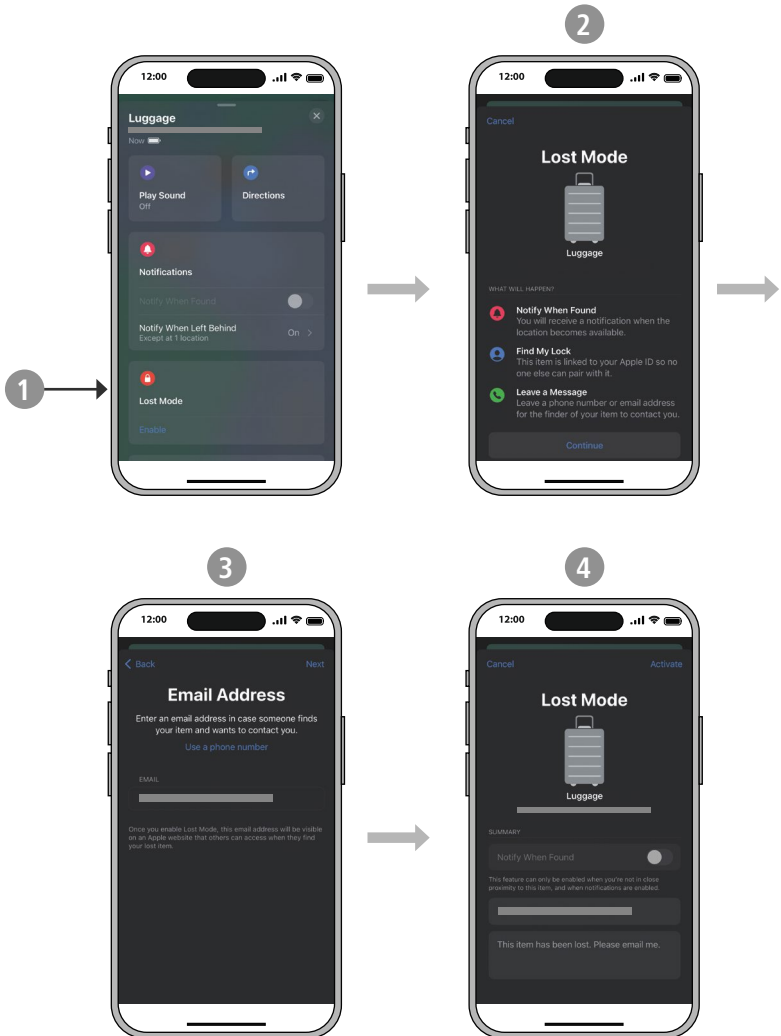 2
12:00
Luggage
Now
Play Sound
Off
Directions
Notifications
Notify When Found
Notify When Left Behind
Except at 1 location
On
1
Lost Mode
Enable
12:00
Cancel
Lost Mode
Luggage
WHAT WILL HAPPEN?
Notify When Found
You will receive a notification when the
location becomes available.
Find My Lock
This item is linked to your Apple ID so no
one else can pair with it.
Leave a Message
Leave a phone number or email address
for the finder of your item to contact you.
Continue
3
12:00
Back
Next
Email Address
Enter an email address in case someone finds
your item and wants to contact you.
Use a phone number
EMAIL
Once you enable Lost Mode, this email address will be visible
on an Apple website that others can access when they find
your lost item.
4
12:00
Cancel
Activate
Lost Mode
Luggage
SUMMARY
Notify When Found
This feature can only be enabled when you're not in close
proximity to this item, and when notifications are enabled.
This item has been lost. Please email me.